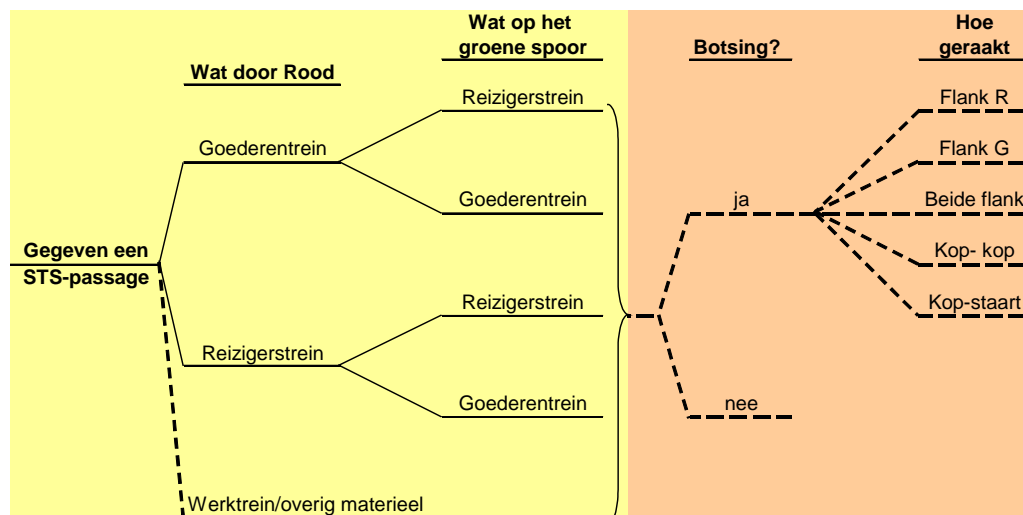 Wat op het
groene spoor
Botsing?
Hoe
geraakt
Wat door Rood
Reizigerstrein
Flank R
Goederentrein
Flank G
Goederentrein
ja
Beide flank
Gegeven een
STS-passage
Kop- kop
Reizigerstrein
Kop-staart
Reizigerstrein
Goederentrein
nee
Werktrein/overig materieel